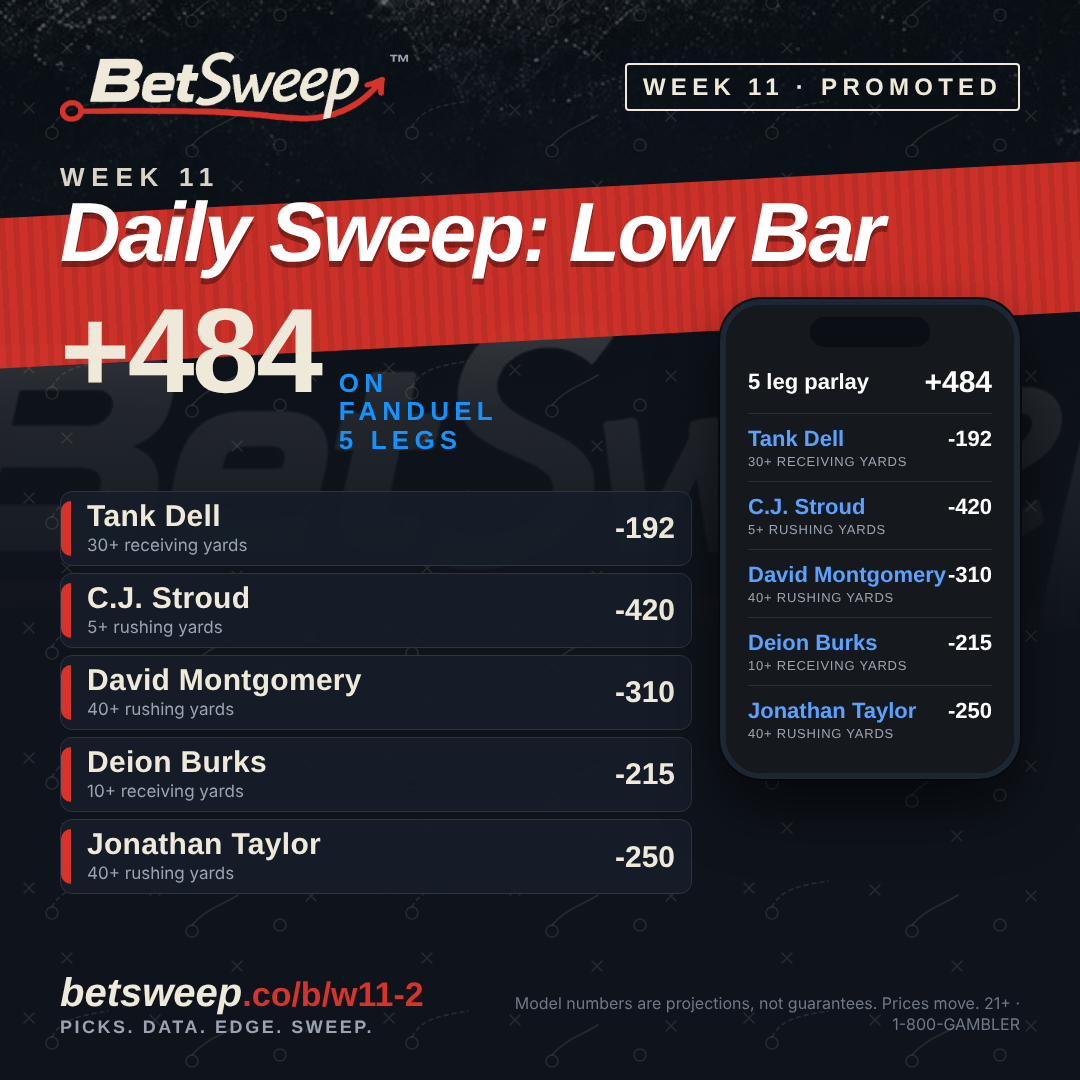 BetSweep™
WEEK 11 · PROMOTED
WEEK 11
Daily Sweep: Low Bar
+484
ON
FANDUEL
5 LEGS
Tank Dell
30+ receiving yards
-192
C.J. Stroud
5+ rushing yards
-420
David Montgomery
40+ rushing yards
-310
Deion Burks
10+ receiving yards
-215
Jonathan Taylor
40+ rushing yards
-250
5 leg parlay +484
Tank Dell -192
30+ RECEIVING YARDS
C.J. Stroud -420
5+ RUSHING YARDS
David Montgomery -310
40+ RUSHING YARDS
Deion Burks -215
10+ RECEIVING YARDS
Jonathan Taylor -250
40+ RUSHING YARDS
betsweep.co/b/w11-2
PICKS. DATA. EDGE. SWEEP.
Model numbers are projections, not guarantees. Prices move. 21+ ·
1-800-GAMBLER